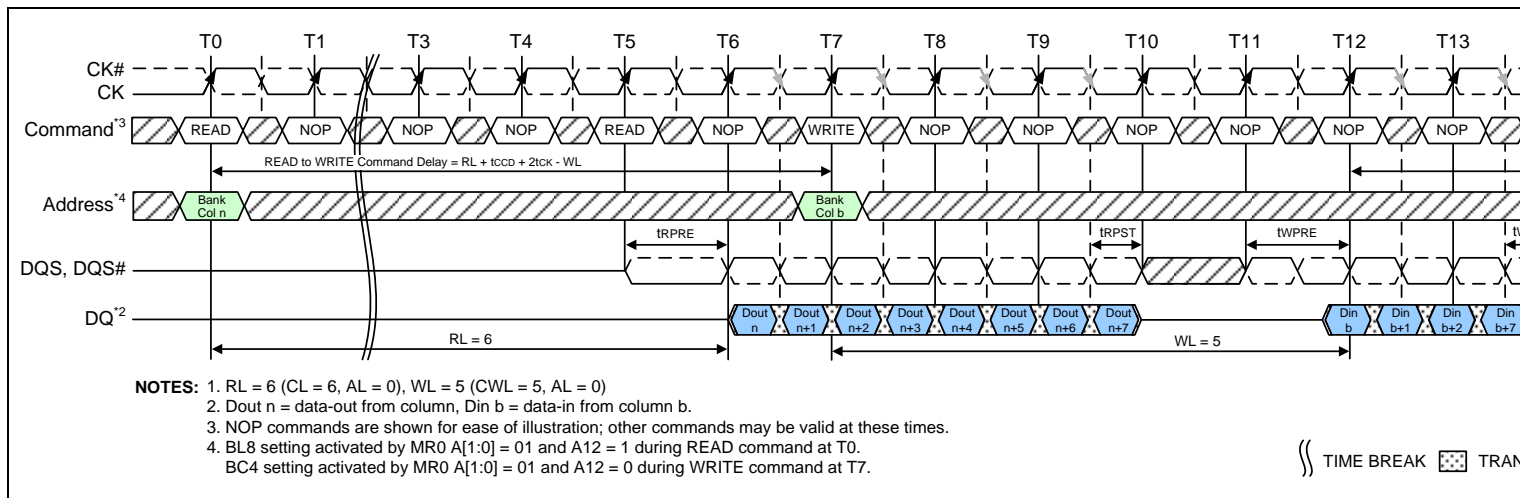 T0 T1 T3 T4 T5 T6 T7 T8 T9 T10 T11 T12 T13
CK#
CK
Command*3 READ NOP NOP NOP READ NOP WRITE NOP NOP NOP NOP NOP NOP
READ to WRITE Command Delay = RL + tCCD + 2tCK - WL
Address*4 Bank Col n Bank Col b
tRPRE tRPST tWPRE
DQS, DQS#
DQ*2 Dout n Dout n+1 Dout n+2 Dout n+3 Dout n+4 Dout n+5 Dout n+6 Dout n+7 Din b Din b+1 Din b+2 Din b+7
RL = 6 WL = 5
NOTES: 1. RL = 6 (CL = 6, AL = 0), WL = 5 (CWL = 5, AL = 0)
2. Dout n = data-out from column, Din b = data-in from column b.
3. NOP commands are shown for ease of illustration; other commands may be valid at these times.
4. BL8 setting activated by MR0 A[1:0] = 01 and A12 = 1 during READ command at T0.
BC4 setting activated by MR0 A[1:0] = 01 and A12 = 0 during WRITE command at T7.
TIME BREAK TRAN